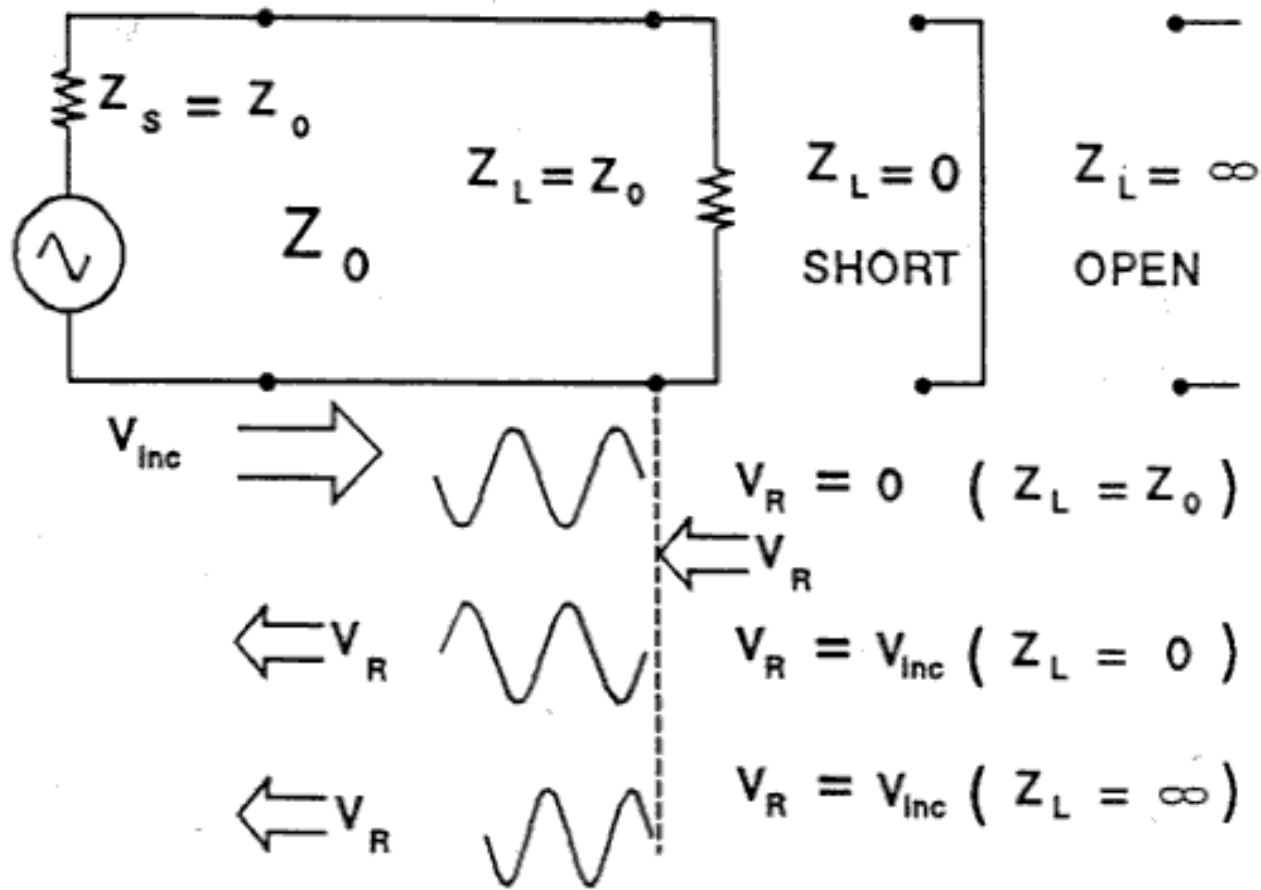 Z_S = Z_0
Z_0
Z_L = Z_0
Z_L = 0
SHORT
Z_L = ∞
OPEN
V_Inc
V_R = 0 ( Z_L = Z_0 )
V_R
V_R
V_R = V_Inc ( Z_L = 0 )
V_R
V_R = V_Inc ( Z_L = ∞ )